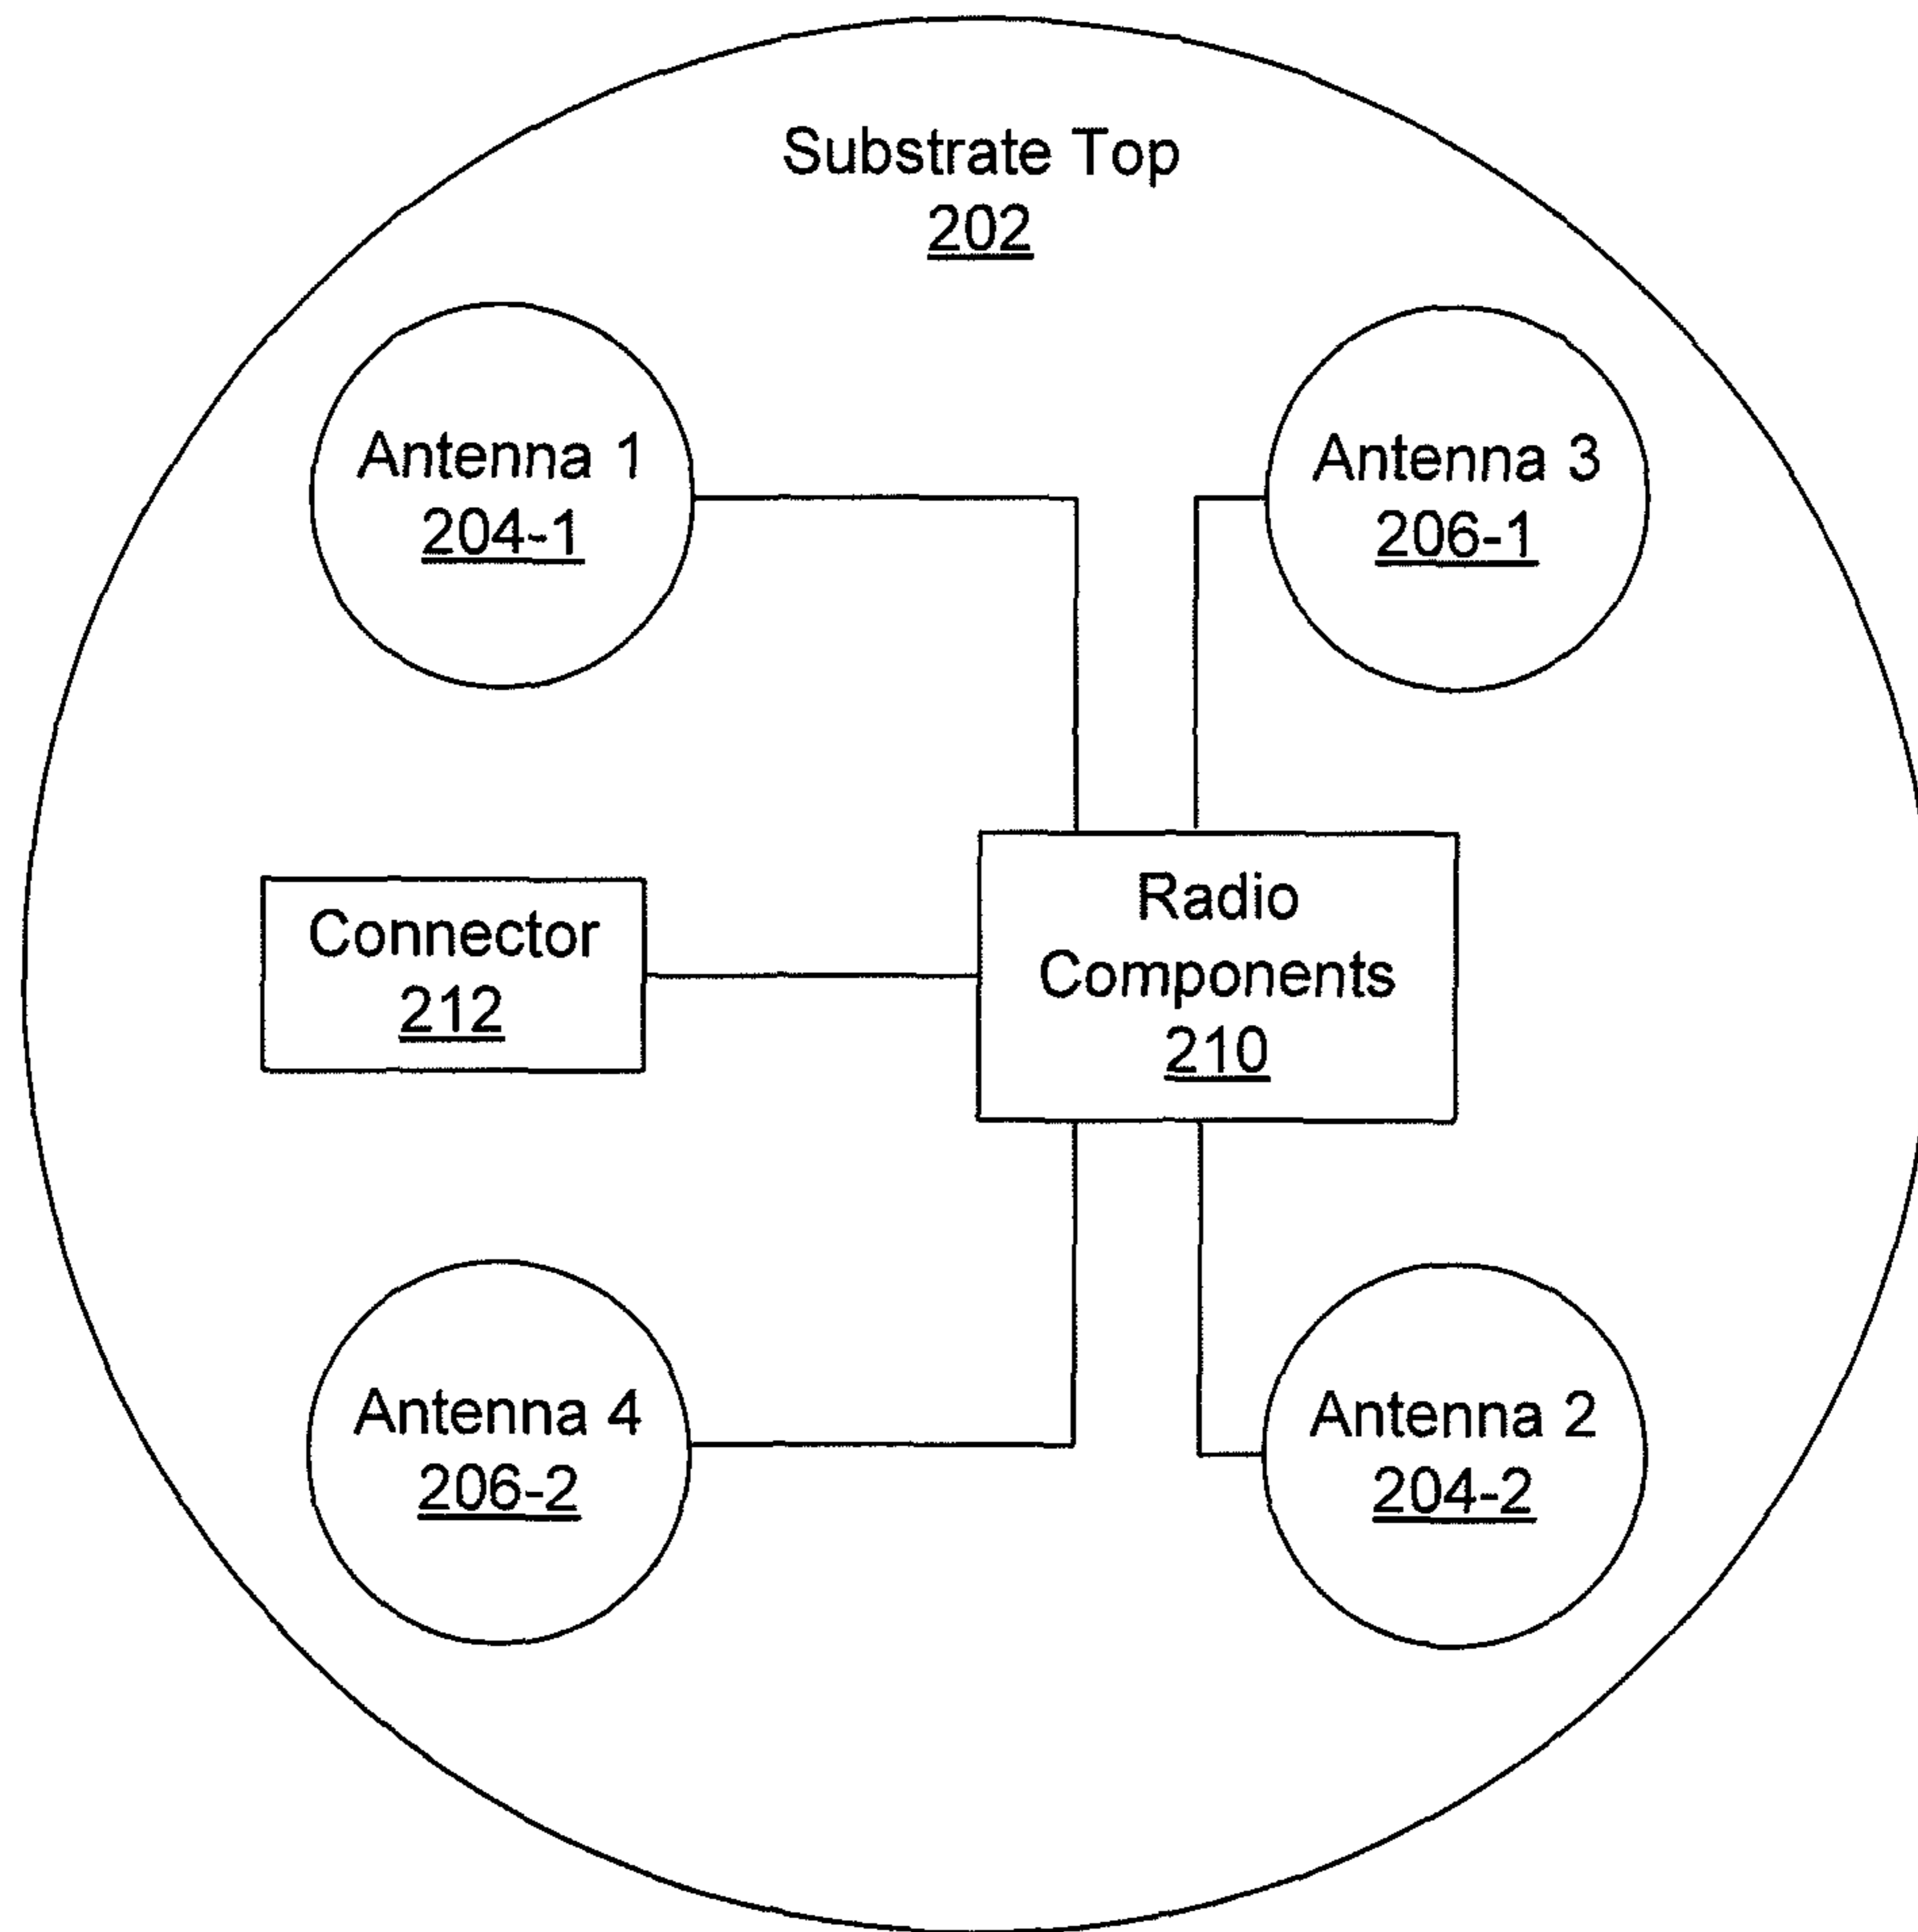 Substrate Top
202
Antenna 1
204-1
Antenna 3
206-1
Connector
212
Radio
Components
210
Antenna 4
206-2
Antenna 2
204-2